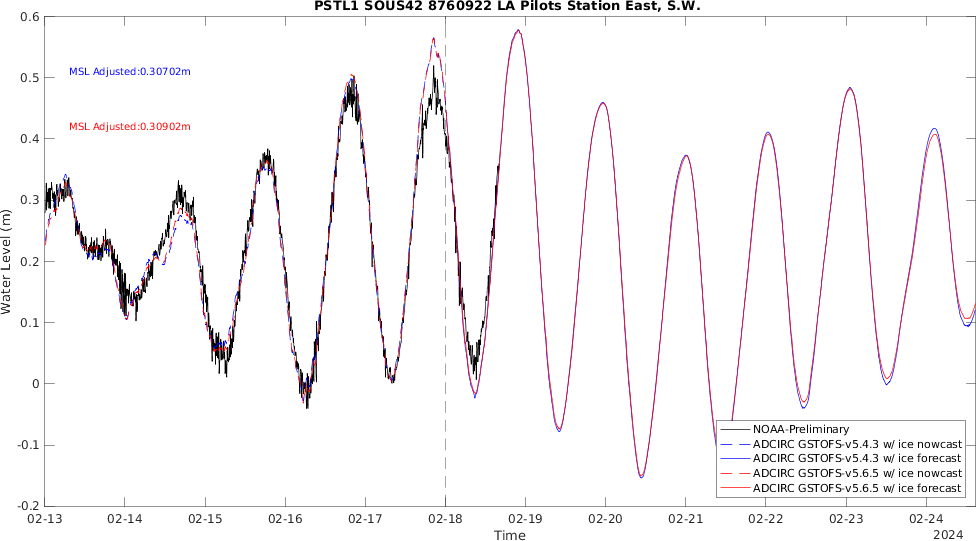 PSTL1 SOUS42 8760922 LA Pilots Station East, S.W.
0.6
0.5
0.4
0.3
0.2
0.1
0
-0.1
-0.2
Water Level (m)
MSL Adjusted:0.30702m
MSL Adjusted:0.30902m
NOAA-Preliminary
ADCIRC GSTOFS-v5.4.3 w/ ice nowcast
ADCIRC GSTOFS-v5.4.3 w/ ice forecast
ADCIRC GSTOFS-v5.6.5 w/ ice nowcast
ADCIRC GSTOFS-v5.6.5 w/ ice forecast
02-13 02-14 02-15 02-16 02-17 02-18 02-19 02-20 02-21 02-22 02-23 02-24
Time
2024